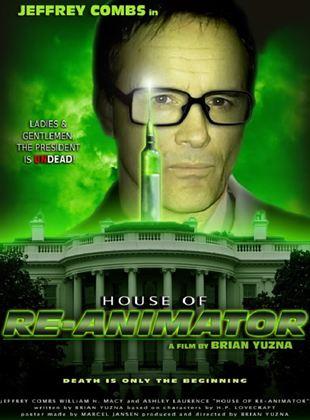 JEFFREY COMBS in
LADIES &
GENTLEMEN,
THE PRESIDENT
IS UNDEAD!
HOUSE OF
RE-ANIMATOR
A FILM BY BRIAN YUZNA
DEATH IS ONLY THE BEGINNING
JEFFREY COMBS WILLIAM H. MACY and ASHLEY LAURENCE "HOUSE OF RE-ANIMATOR"
written by BRIAN YUZNA based on characters by H.P. LOVECRAFT
poster made by MARCEL JANSEN produced and directed by BRIAN YUZNA